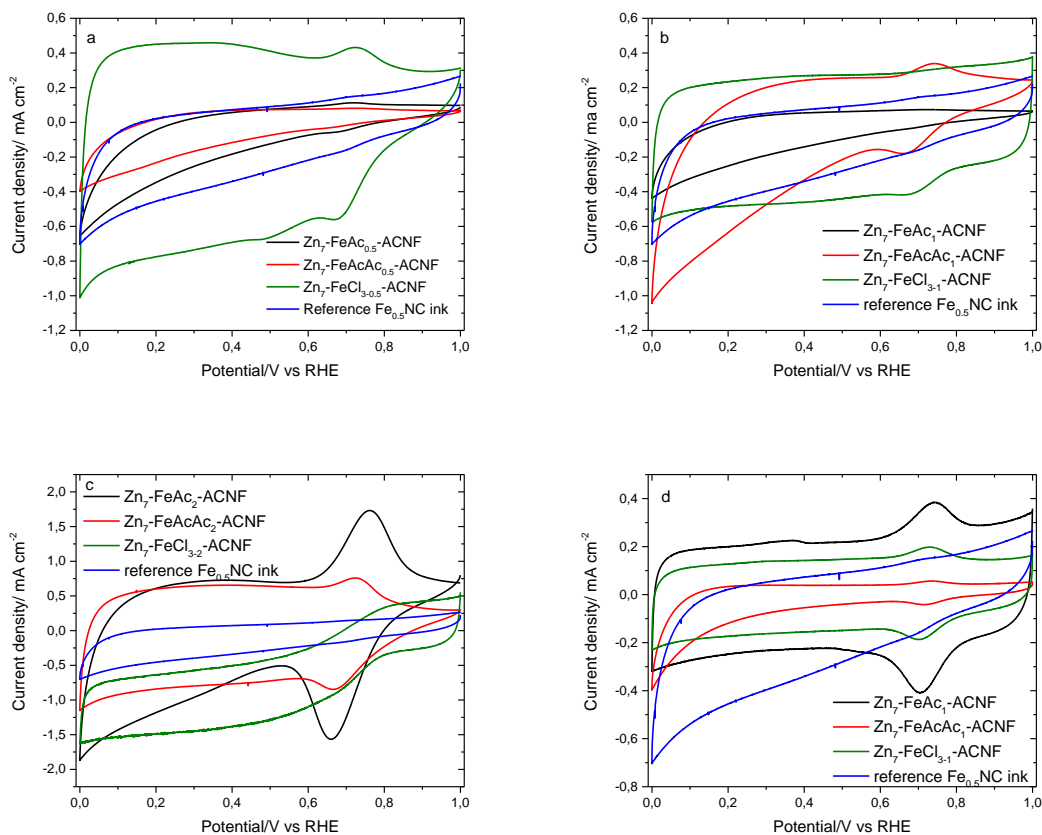 a
0,6
0,4
0,2
0,0
-0,2
-0,4
-0,6
-0,8
-1,0
-1,2
Current density/ mA cm⁻²
Zn₇-FeAc₀.₅-ACNF
Zn₇-FeAcAc₀.₅-ACNF
Zn₇-FeCl₃₋₀.₅-ACNF
Reference Fe₀.₅NC ink
0,0 0,2 0,4 0,6 0,8 1,0
Potential/V vs RHE
b
0,6
0,4
0,2
0,0
-0,2
-0,4
-0,6
-0,8
-1,0
-1,2
Current density/ ma cm⁻²
Zn₇-FeAc₁-ACNF
Zn₇-FeAcAc₁-ACNF
Zn₇-FeCl₃₋₁-ACNF
reference Fe₀.₅NC ink
0,0 0,2 0,4 0,6 0,8 1,0
Potential/V vs RHE
c
2,0
1,5
1,0
0,5
0,0
-0,5
-1,0
-1,5
-2,0
Current density/ mA cm⁻²
Zn₇-FeAc₂-ACNF
Zn₇-FeAcAc₂-ACNF
Zn₇-FeCl₃₋₂-ACNF
reference Fe₀.₅NC ink
0,0 0,2 0,4 0,6 0,8 1,0
Potential/V vs RHE
d
0,4
0,2
0,0
-0,2
-0,4
-0,6
-0,8
Current density/ mA cm⁻²
Zn₇-FeAc₁-ACNF
Zn₇-FeAcAc₁-ACNF
Zn₇-FeCl₃₋₁-ACNF
reference Fe₀.₅NC ink
0,0 0,2 0,4 0,6 0,8 1,0
Potential/V vs RHE